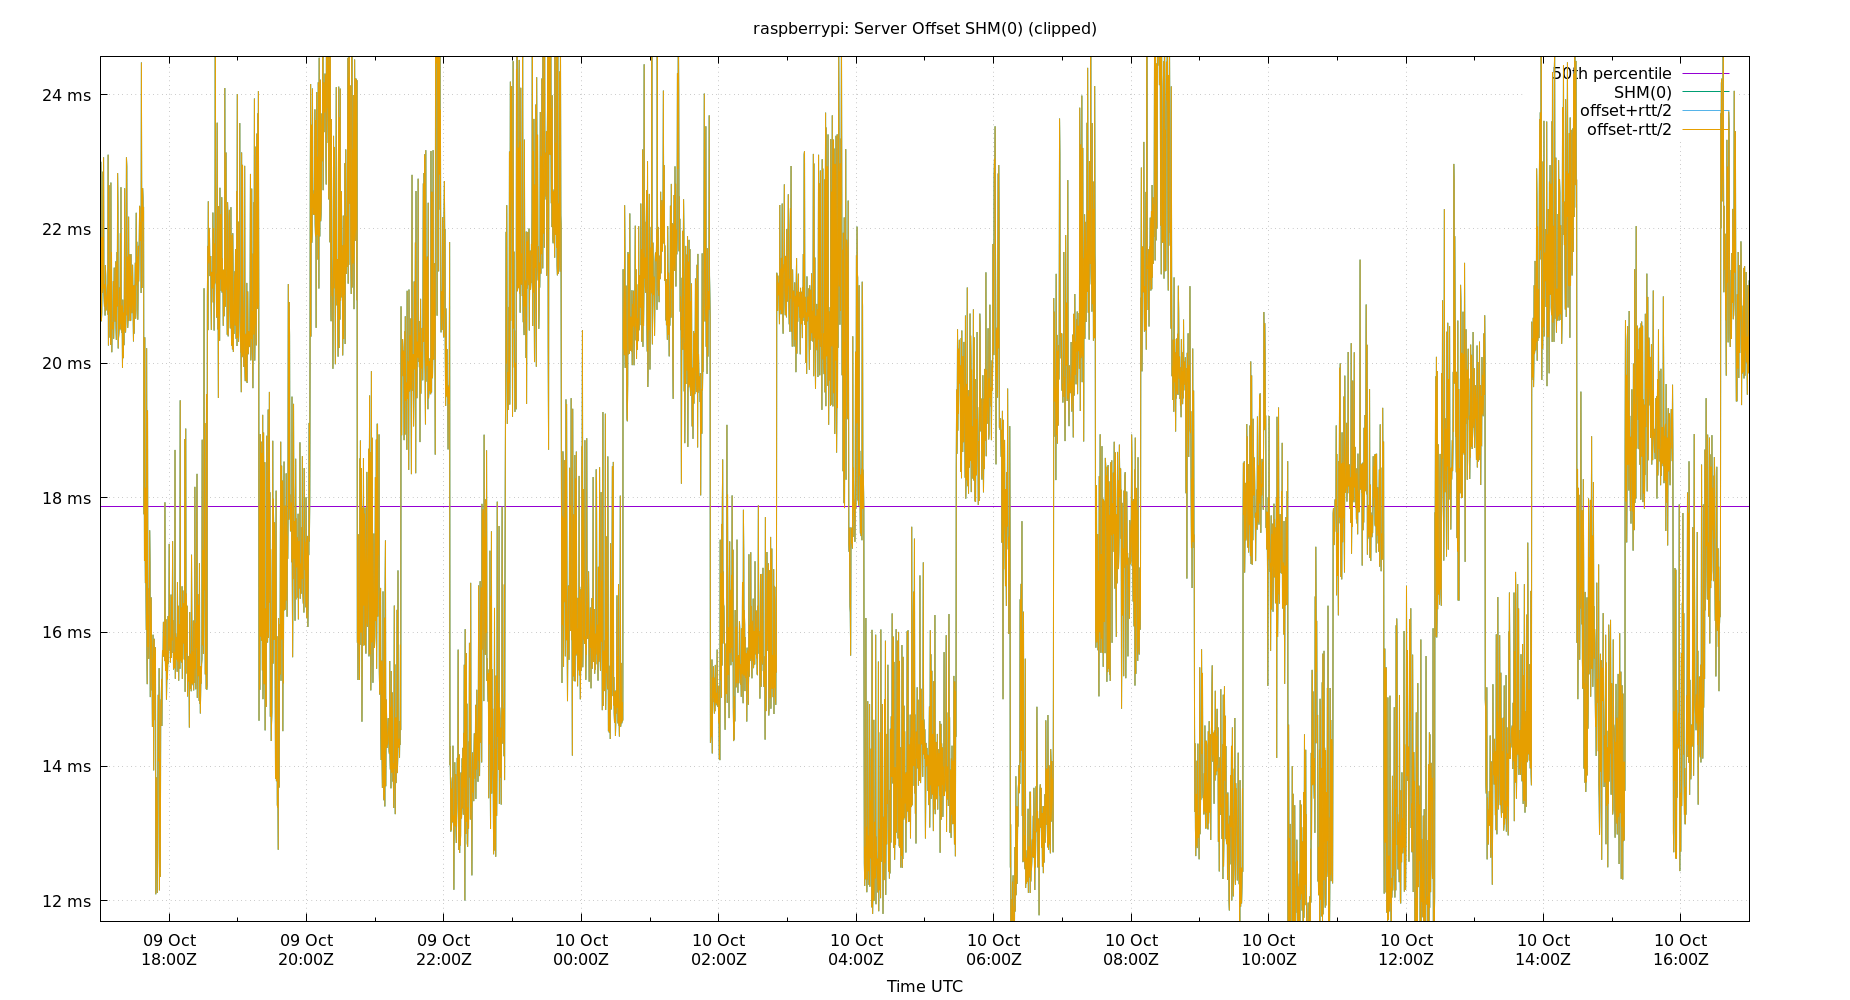 raspberrypi: Server Offset SHM(0) (clipped)
50th percentile
SHM(0)
offset+rtt/2
offset-rtt/2
24 ms
22 ms
20 ms
18 ms
16 ms
14 ms
12 ms
09 Oct 09 Oct 09 Oct 10 Oct 10 Oct 10 Oct 10 Oct 10 Oct 10 Oct 10 Oct 10 Oct 10 Oct
18:00Z 20:00Z 22:00Z 00:00Z 02:00Z 04:00Z 06:00Z 08:00Z 10:00Z 12:00Z 14:00Z 16:00Z
Time UTC